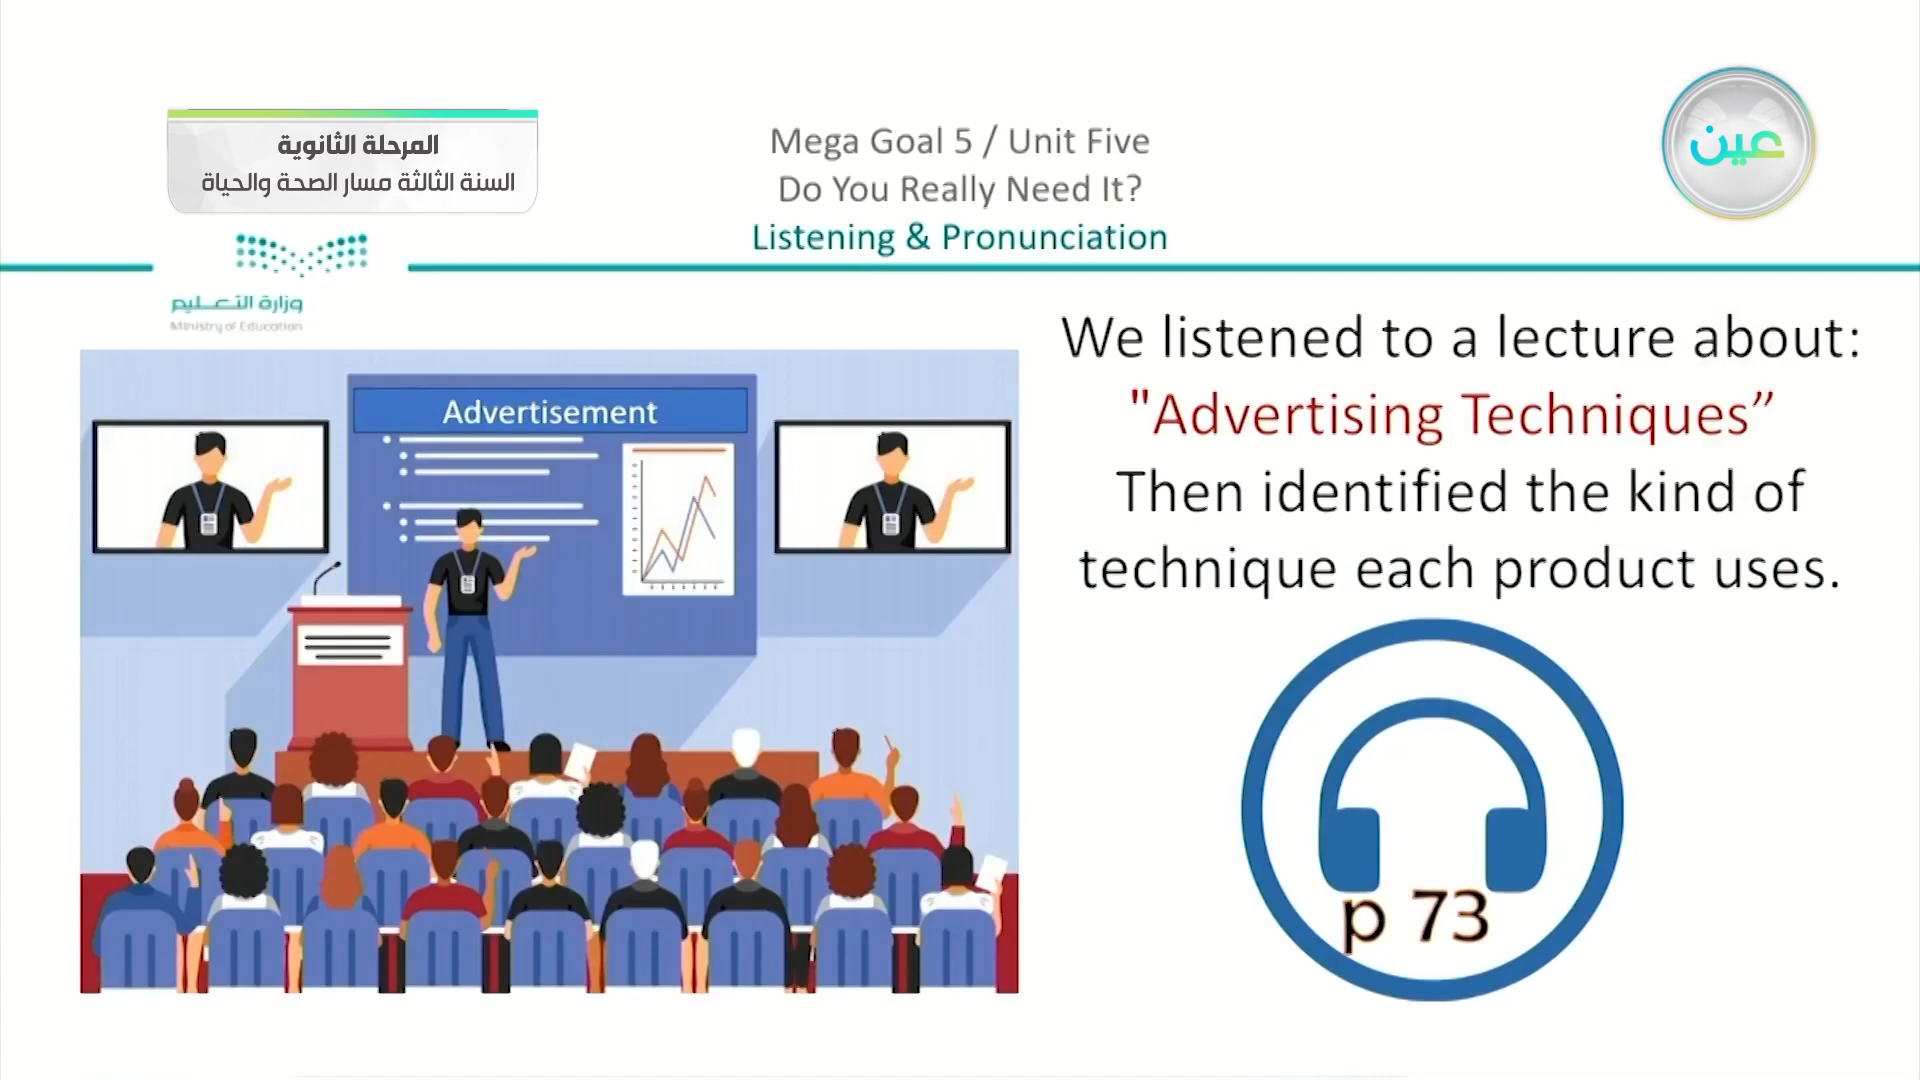 المرحلة الثانوية
السنة الثالثة مسار الصحة والحياة
Mega Goal 5 / Unit Five
Do You Really Need It?
Listening & Pronunciation
عين
وزارة التعليم
Ministry of Education
Advertisement
We listened to a lecture about:
"Advertising Techniques”
Then identified the kind of
technique each product uses.
p 73